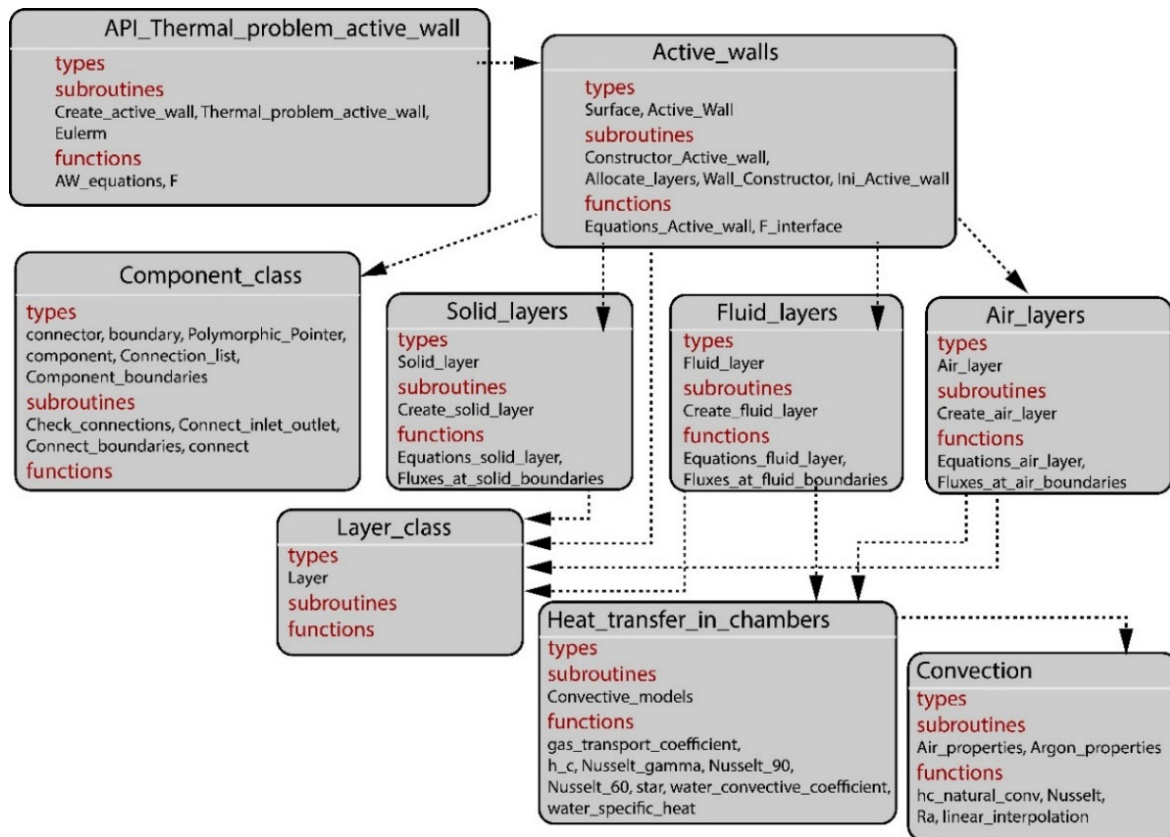 API_Thermal_problem_active_wall
types
subroutines
Create_active_wall, Thermal_problem_active_wall,
Eulerm
functions
AW_equations, F
Active_walls
types
Surface, Active_Wall
subroutines
Constructor_Active_wall,
Allocate_layers, Wall_Constructor, Ini_Active_wall
functions
Equations_Active_wall, F_interface
Component_class
types
connector, boundary, Polymorphic_Pointer,
component, Connection_list,
Component_boundaries
subroutines
Check_connections, Connect_inlet_outlet,
Connect_boundaries, connect
functions
Solid_layers
types
Solid_layer
subroutines
Create_solid_layer
functions
Equations_solid_layer,
Fluxes_at_solid_boundaries
Fluid_layers
types
Fluid_layer
subroutines
Create_fluid_layer
functions
Equations_fluid_layer,
Fluxes_at_fluid_boundaries
Air_layers
types
Air_layer
subroutines
Create_air_layer
functions
Equations_air_layer,
Fluxes_at_air_boundaries
Layer_class
types
Layer
subroutines
functions
Heat_transfer_in_chambers
types
subroutines
Convective_models
functions
gas_transport_coefficient,
h_c, Nusselt_gamma, Nusselt_90,
Nusselt_60, star, water_convective_coefficient,
water_specific_heat
Convection
types
subroutines
Air_properties, Argon_properties
functions
hc_natural_conv, Nusselt,
Ra, linear_interpolation